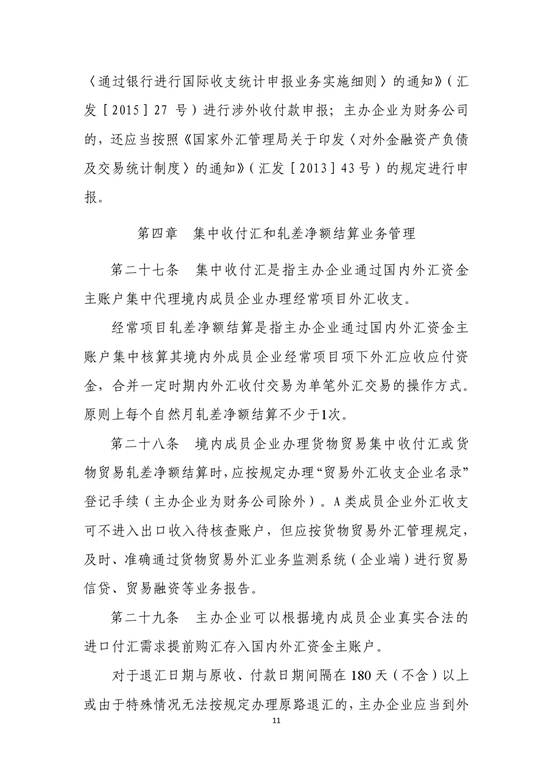 〈通过银行进行国际收支统计申报业务实施细则〉的通知》（汇
发［2015］27 号）进行涉外收付款申报；主办企业为财务公司
的，还应当按照《国家外汇管理局关于印发〈对外金融资产负债
及交易统计制度〉的通知》（汇发［2013］43号）的规定进行申
报。
第四章　集中收付汇和轧差净额结算业务管理
第二十七条　集中收付汇是指主办企业通过国内外汇资金
主账户集中代理境内成员企业办理经常项目外汇收支。
经常项目轧差净额结算是指主办企业通过国内外汇资金主
账户集中核算其境内外成员企业经常项目项下外汇应收应付资
金，合并一定时期内外汇收付交易为单笔外汇交易的操作方式。
原则上每个自然月轧差净额结算不少于1次。
第二十八条　境内成员企业办理货物贸易集中收付汇或货
物贸易轧差净额结算时，应按规定办理“贸易外汇收支企业名录”
登记手续（主办企业为财务公司除外）。A 类成员企业外汇收支
可不进入出口收入待核查账户，但应按货物贸易外汇管理规定，
及时、准确通过货物贸易外汇业务监测系统（企业端）进行贸易
信贷、贸易融资等业务报告。
第二十九条　主办企业可以根据境内成员企业真实合法的
进口付汇需求提前购汇存入国内外汇资金主账户。
对于退汇日期与原收、付款日期间隔在 180 天（不含）以上
或由于特殊情况无法按规定办理原路退汇的，主办企业应当到外
11